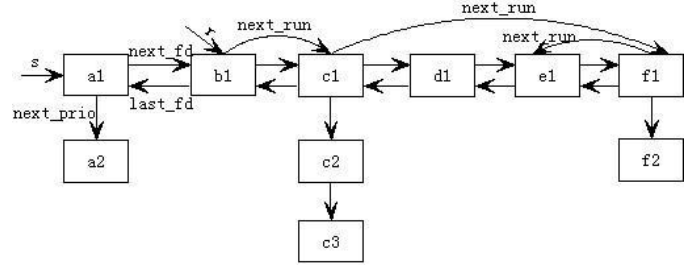 next_run
r
next_run
next_run
s
next_fd
a1
b1
c1
d1
e1
f1
last_fd
next_prio
a2
c2
f2
c3